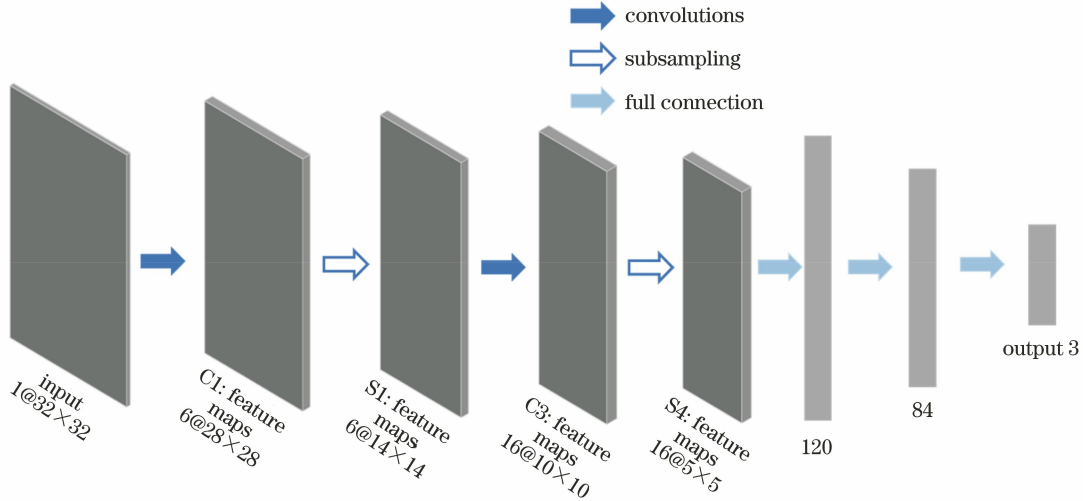 convolutions
subsampling
full connection
input
1@32×32
C1: feature
maps
6@28×28
S1: feature
maps
6@14×14
C3: feature
maps
16@10×10
S4: feature
maps
16@5×5
120
84
output 3